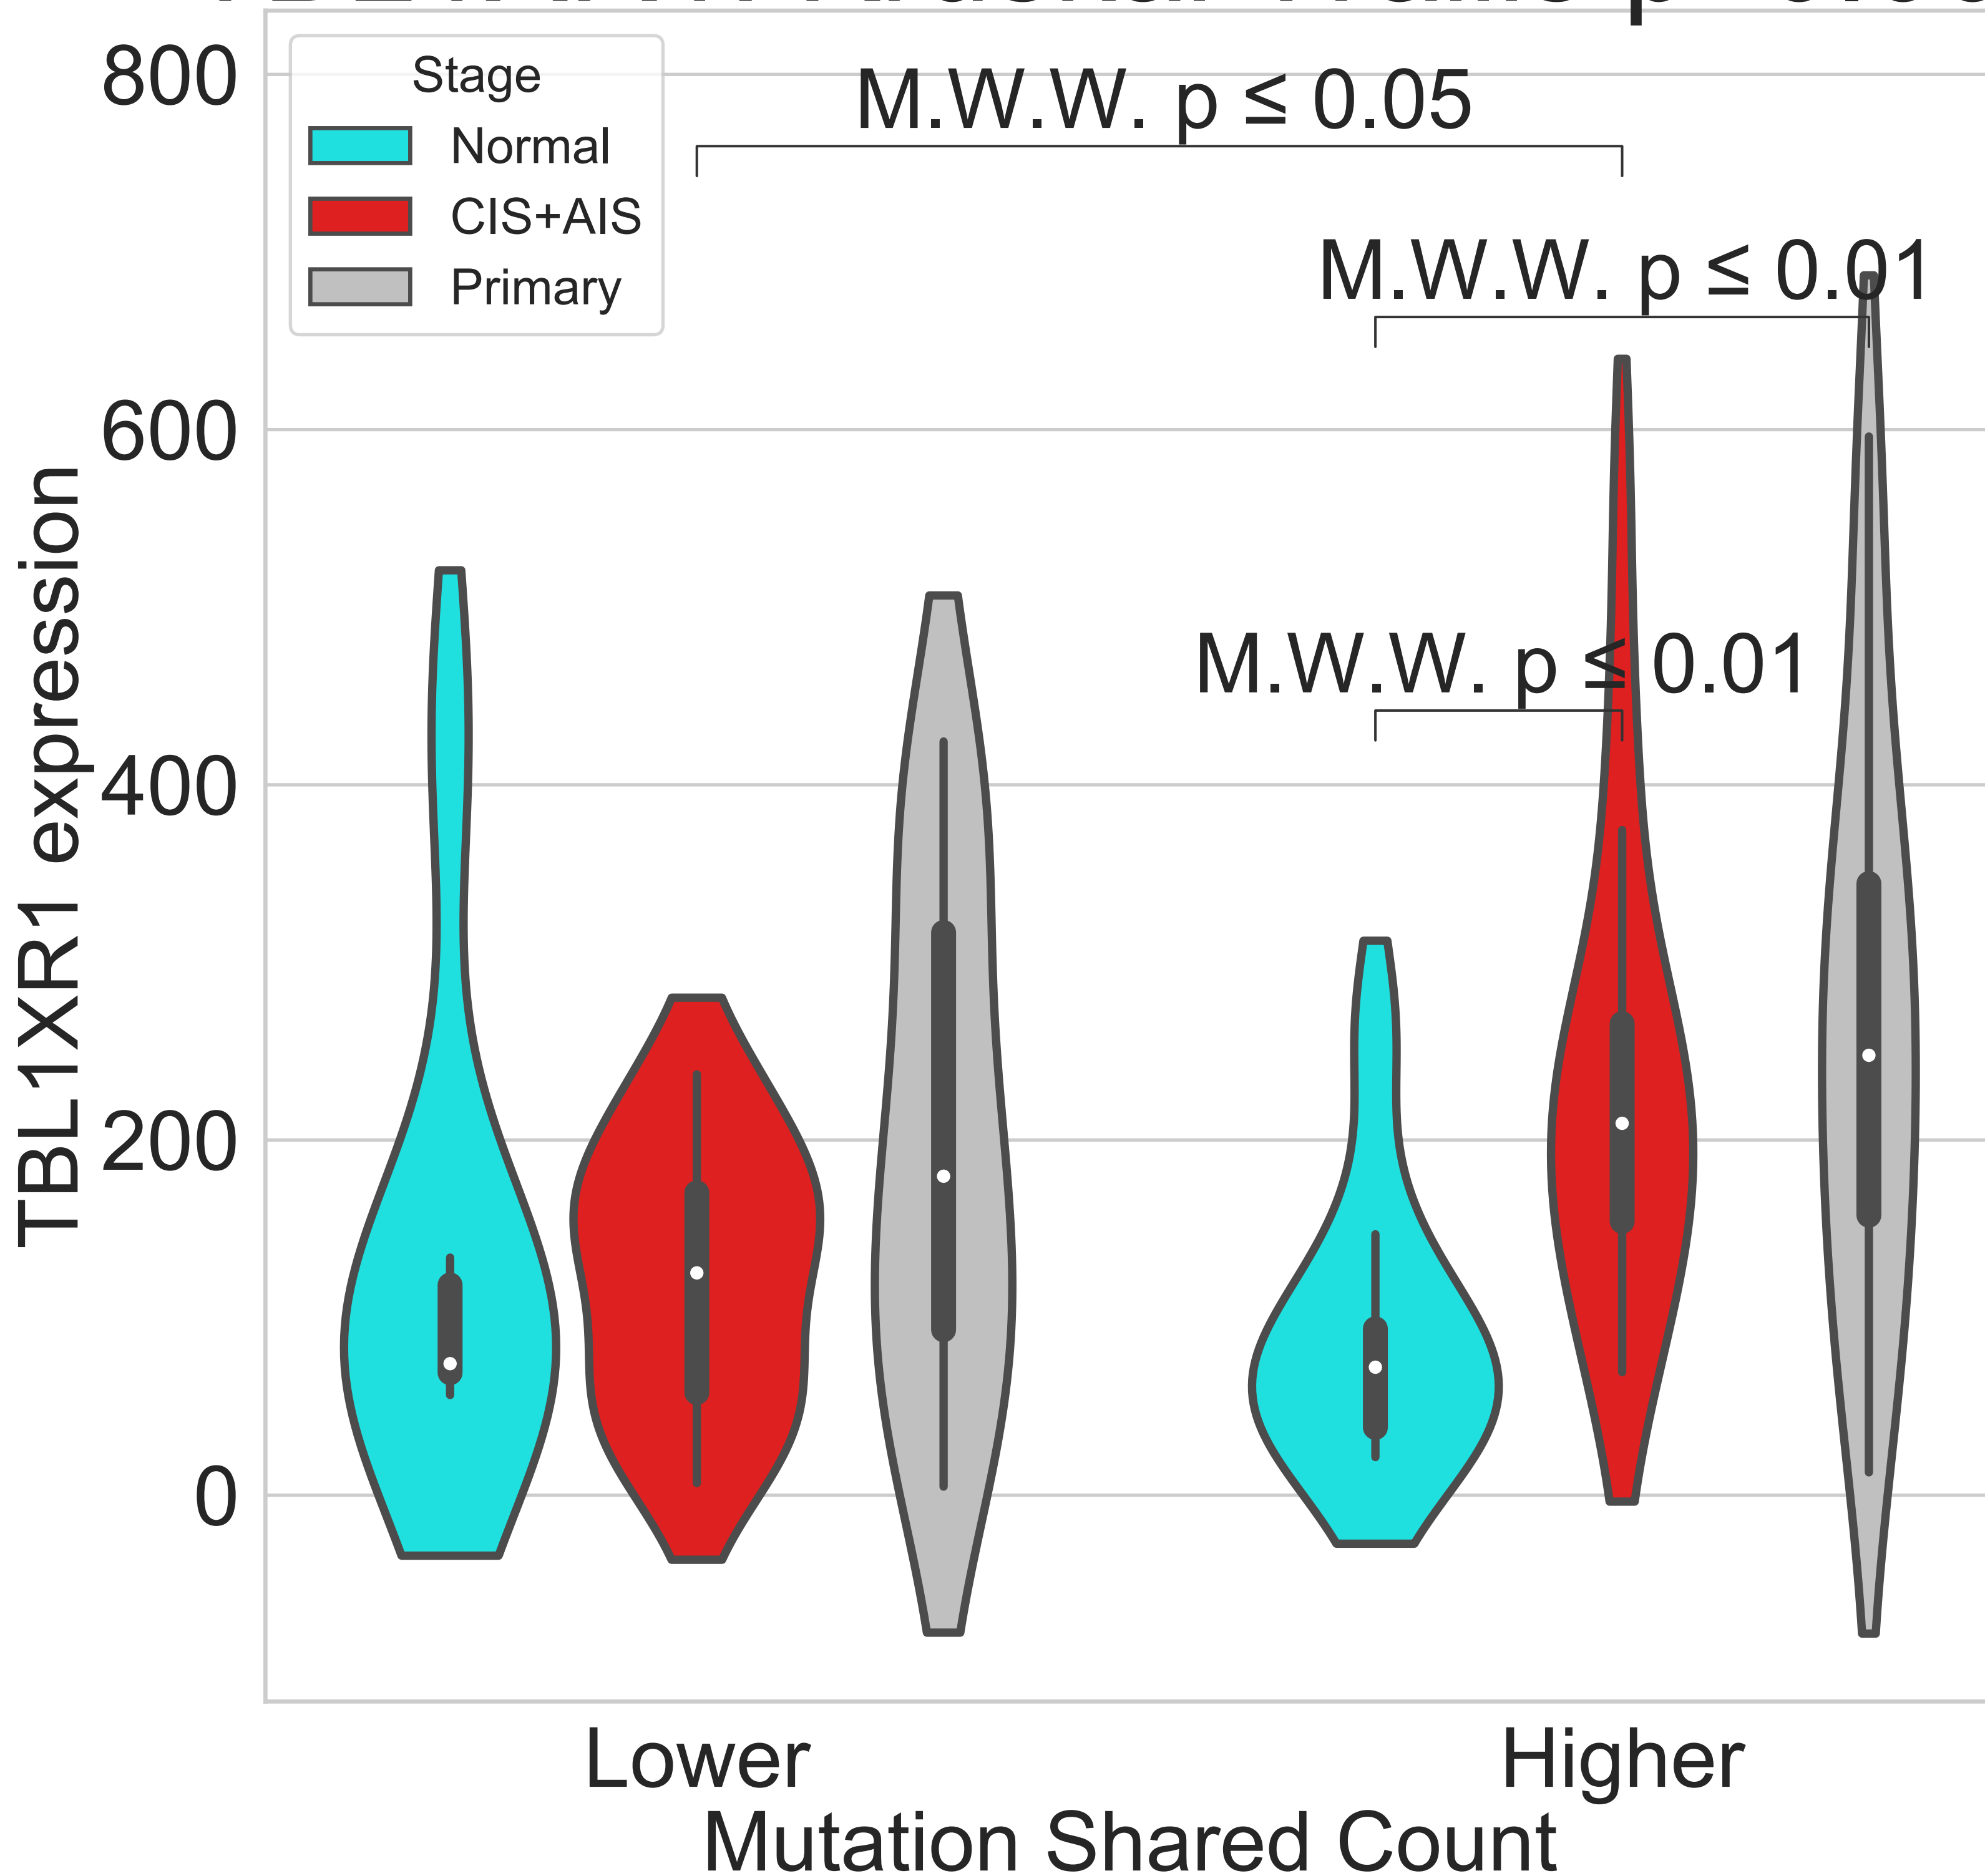 800
600
400
200
0
TBL1XR1 expression
Stage
Normal
CIS+AIS
Primary
M.W.W. p ≤ 0.05
M.W.W. p ≤ 0.01
M.W.W. p ≤ 0.01
Lower
Higher
Mutation Shared Count